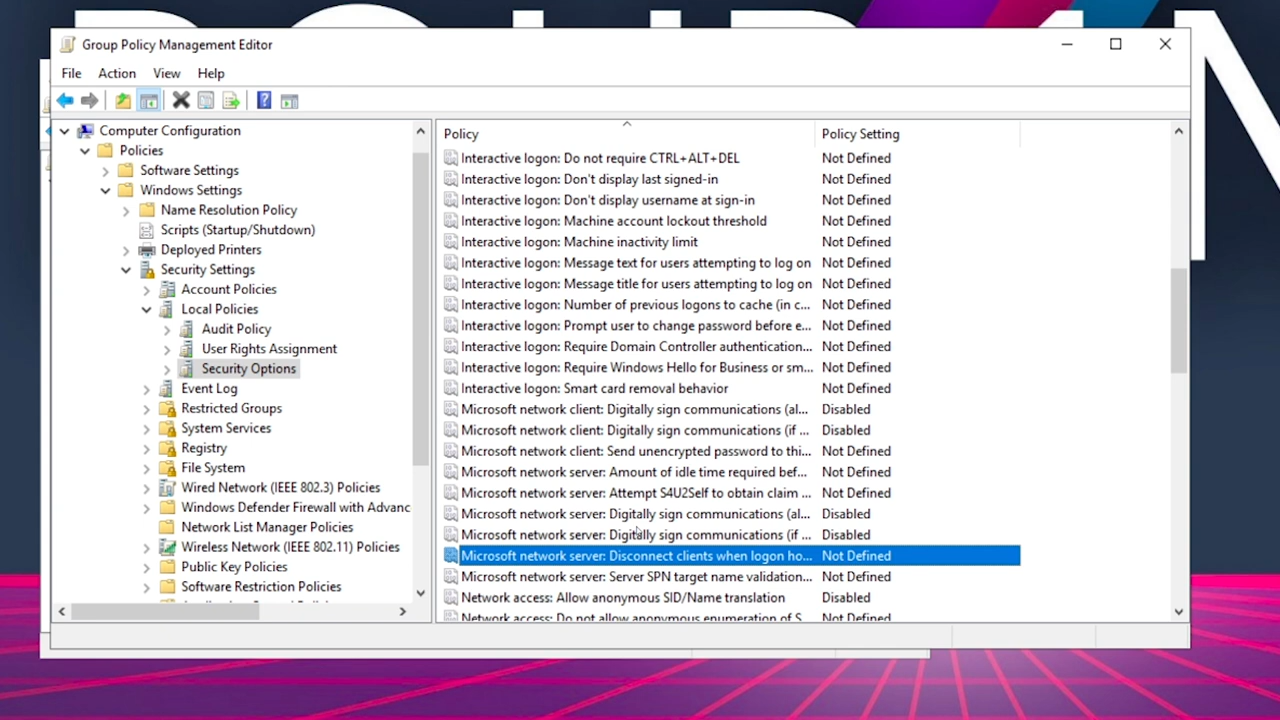 Group Policy Management Editor
File Action View Help
Computer Configuration
Policies
Software Settings
Windows Settings
Name Resolution Policy
Scripts (Startup/Shutdown)
Deployed Printers
Security Settings
Account Policies
Local Policies
Audit Policy
User Rights Assignment
Security Options
Event Log
Restricted Groups
System Services
Registry
File System
Wired Network (IEEE 802.3) Policies
Windows Defender Firewall with Advanc
Network List Manager Policies
Wireless Network (IEEE 802.11) Policies
Public Key Policies
Software Restriction Policies
Policy Policy Setting
Interactive logon: Do not require CTRL+ALT+DEL Not Defined
Interactive logon: Don't display last signed-in Not Defined
Interactive logon: Don't display username at sign-in Not Defined
Interactive logon: Machine account lockout threshold Not Defined
Interactive logon: Machine inactivity limit Not Defined
Interactive logon: Message text for users attempting to log on Not Defined
Interactive logon: Message title for users attempting to log on Not Defined
Interactive logon: Number of previous logons to cache (in c... Not Defined
Interactive logon: Prompt user to change password before e... Not Defined
Interactive logon: Require Domain Controller authentication... Not Defined
Interactive logon: Require Windows Hello for Business or sm... Not Defined
Interactive logon: Smart card removal behavior Not Defined
Microsoft network client: Digitally sign communications (al... Disabled
Microsoft network client: Digitally sign communications (if ... Disabled
Microsoft network client: Send unencrypted password to thi... Not Defined
Microsoft network server: Amount of idle time required bef... Not Defined
Microsoft network server: Attempt S4U2Self to obtain claim ... Not Defined
Microsoft network server: Digitally sign communications (al... Disabled
Microsoft network server: Digitally sign communications (if ... Disabled
Microsoft network server: Disconnect clients when logon ho... Not Defined
Microsoft network server: Server SPN target name validation... Not Defined
Network access: Allow anonymous SID/Name translation Disabled
Network access: Do not allow anonymous enumeration of S Not Defined